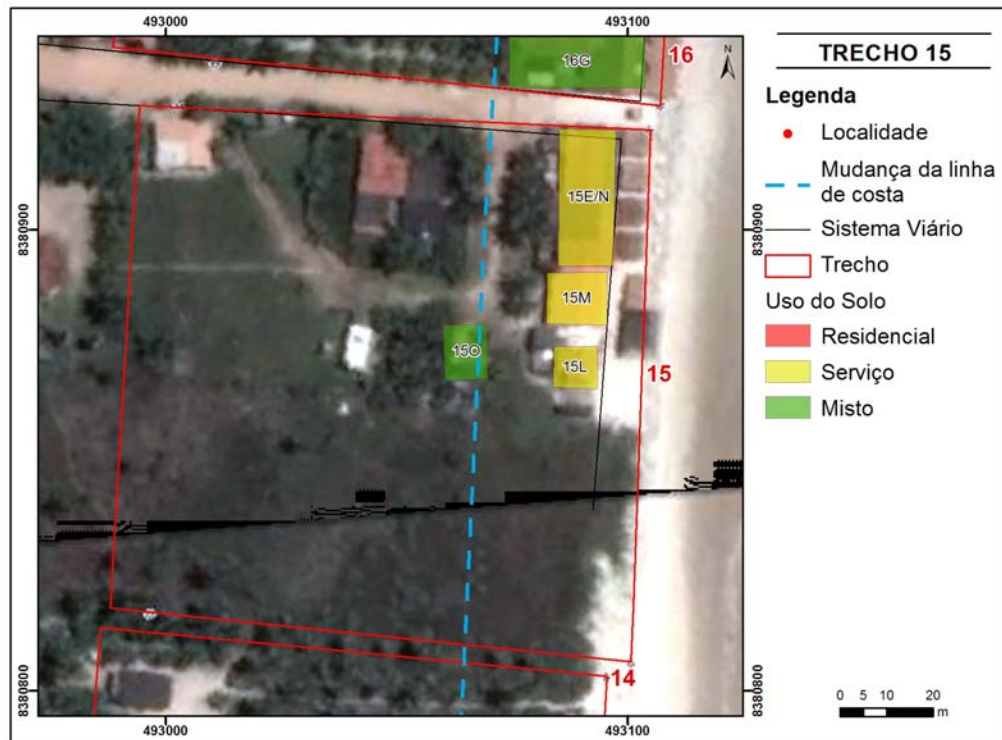 493000
493100
16
16G
N
TRECHO 15
Legenda
Localidade
Mudança da linha
de costa
Sistema Viário
Trecho
Uso do Solo
Residencial
Serviço
Misto
8380900
8380900
15E/N
15M
15O
15L
15
14
8380800
8380800
0 5 10 20
m
493000
493100